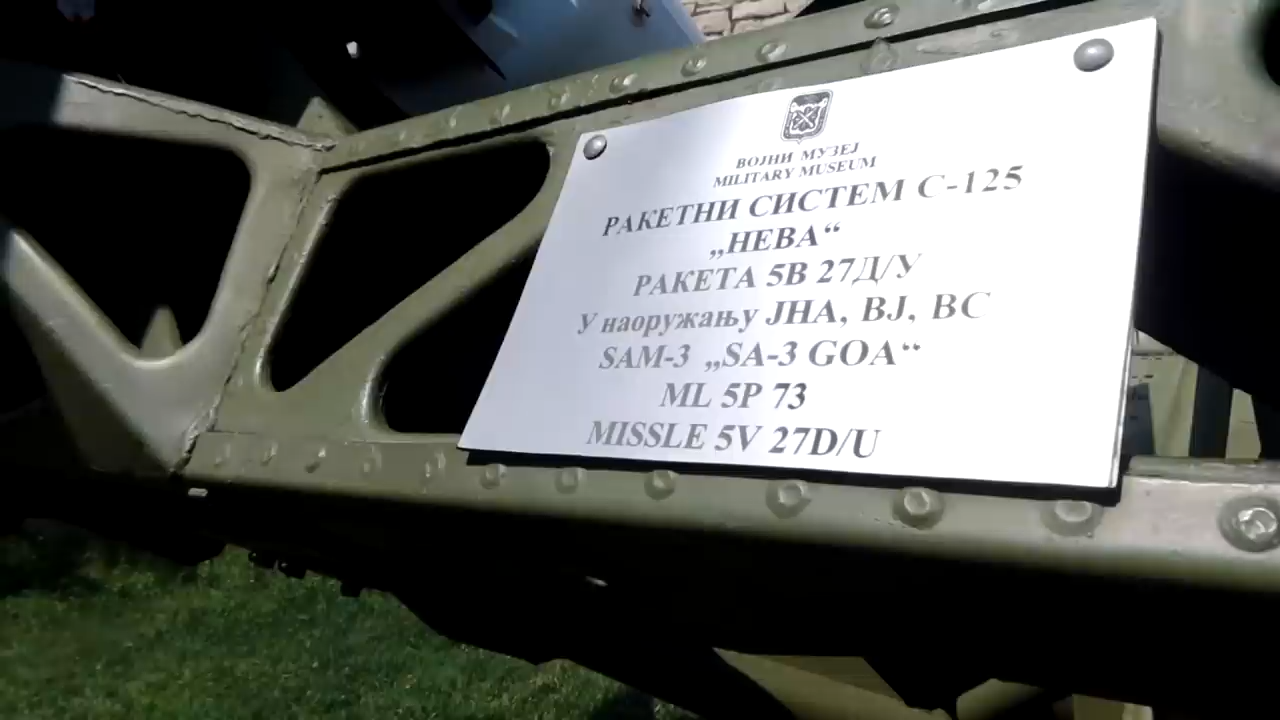 ВОЈНИ МУЗЕЈ
MILITARY MUSEUM
РАКЕТНИ СИСТЕМ С-125
„НЕВА“
РАКЕТА 5В 27Д/У
У наоружању ЈНА, ВЈ, ВС
SAM-3 „SA-3 GOA“
ML 5P 73
MISSLE 5V 27D/U